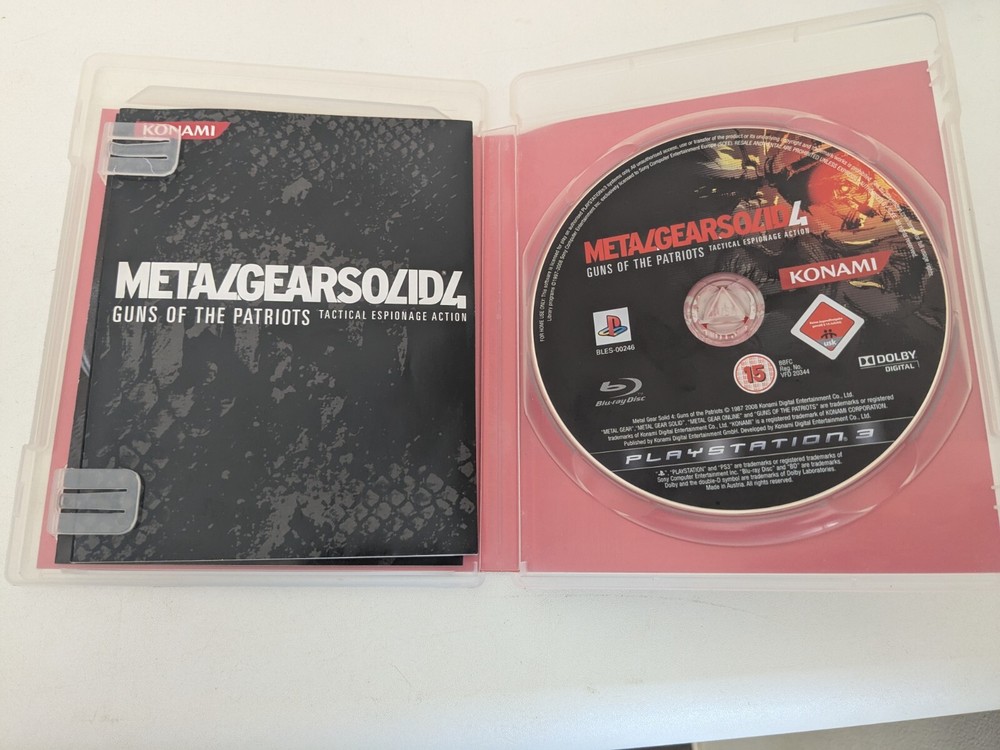 KONAMI
METAL GEAR SOLID 4
GUNS OF THE PATRIOTS TACTICAL ESPIONAGE ACTION
METAL GEAR SOLID 4
GUNS OF THE PATRIOTS TACTICAL ESPIONAGE ACTION
KONAMI
BLES-00246
usk
15
BBFC
Reg. No.
VFD 20344
DOLBY
DIGITAL
Blu-ray Disc
Metal Gear Solid 4: Guns of the Patriots © 1987 2008 Konami Digital Entertainment Co., Ltd.
"METAL GEAR", "METAL GEAR SOLID", "METAL GEAR ONLINE" and "GUNS OF THE PATRIOTS" are trademarks or registered
trademarks of Konami Digital Entertainment Co., Ltd. "KONAMI" is a registered trademark of KONAMI CORPORATION.
Published by Konami Digital Entertainment GmbH. Developed by Konami Digital Entertainment Co., Ltd.
PLAYSTATION 3
"PLAYSTATION" and "PS3" are trademarks or registered trademarks of
Sony Computer Entertainment Inc. "Blu-ray Disc" and "BD" are trademarks.
Dolby and the double-D symbol are trademarks of Dolby Laboratories.
Made in Austria. All rights reserved.